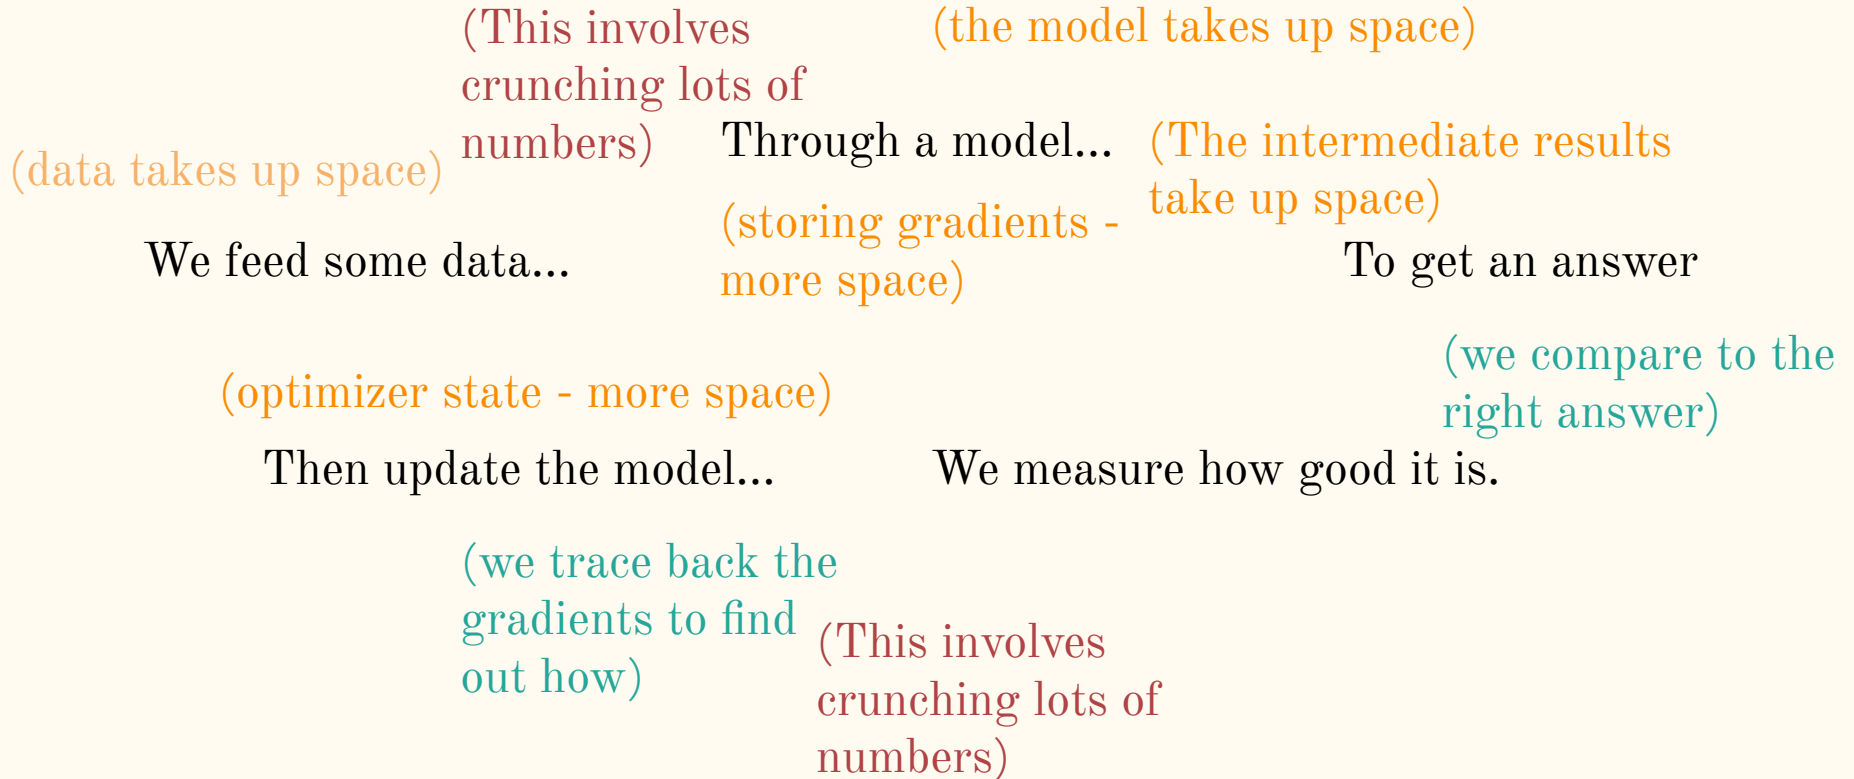 (This involves
crunching lots of
numbers)
(the model takes up space)
(data takes up space)
Through a model...
(The intermediate results
take up space)
We feed some data...
(storing gradients -
more space)
To get an answer
(we compare to the
right answer)
(optimizer state - more space)
Then update the model...
We measure how good it is.
(we trace back the
gradients to find
out how)
(This involves
crunching lots of
numbers)